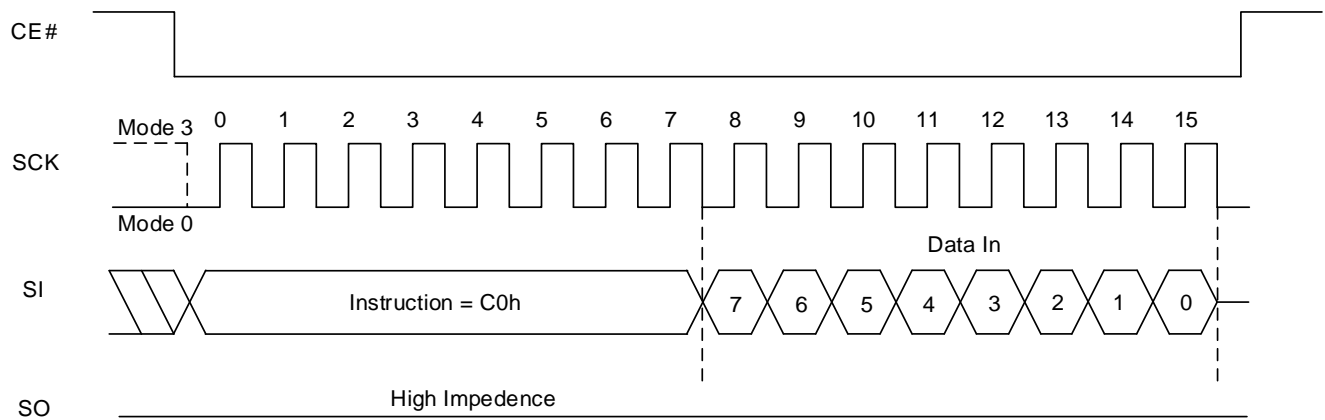 CE#
Mode 3
0 1 2 3 4 5 6 7 8 9 10 11 12 13 14 15
SCK
Mode 0
Data In
SI
Instruction = C0h
7 6 5 4 3 2 1 0
High Impedence
SO